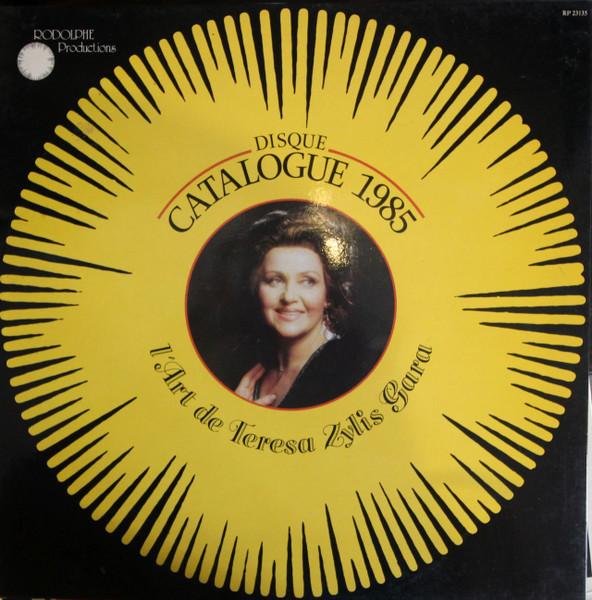 RODOLPHE
Productions
RP 23135
DISQUE
CATALOGUE 1985
l'Art de Teresa Zylis Gara